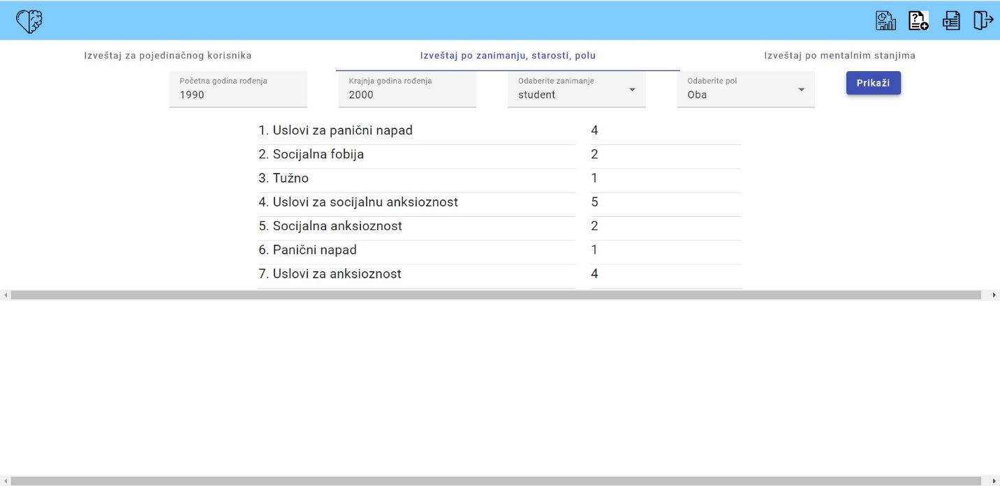 Izveštaj za pojedinačnog korisnika
Izveštaj po zanimanju, starosti, polu
Izveštaj po mentalnim stanjima
Početna godina rođenja
1990
Krajnja godina rođenja
2000
Odaberite zanimanje
student
Odaberite pol
Oba
Prikaži
1. Uslovi za panični napad 4
2. Socijalna fobija 2
3. Tužno 1
4. Uslovi za socijalnu anksioznost 5
5. Socijalna anksioznost 2
6. Panični napad 1
7. Uslovi za anksioznost 4